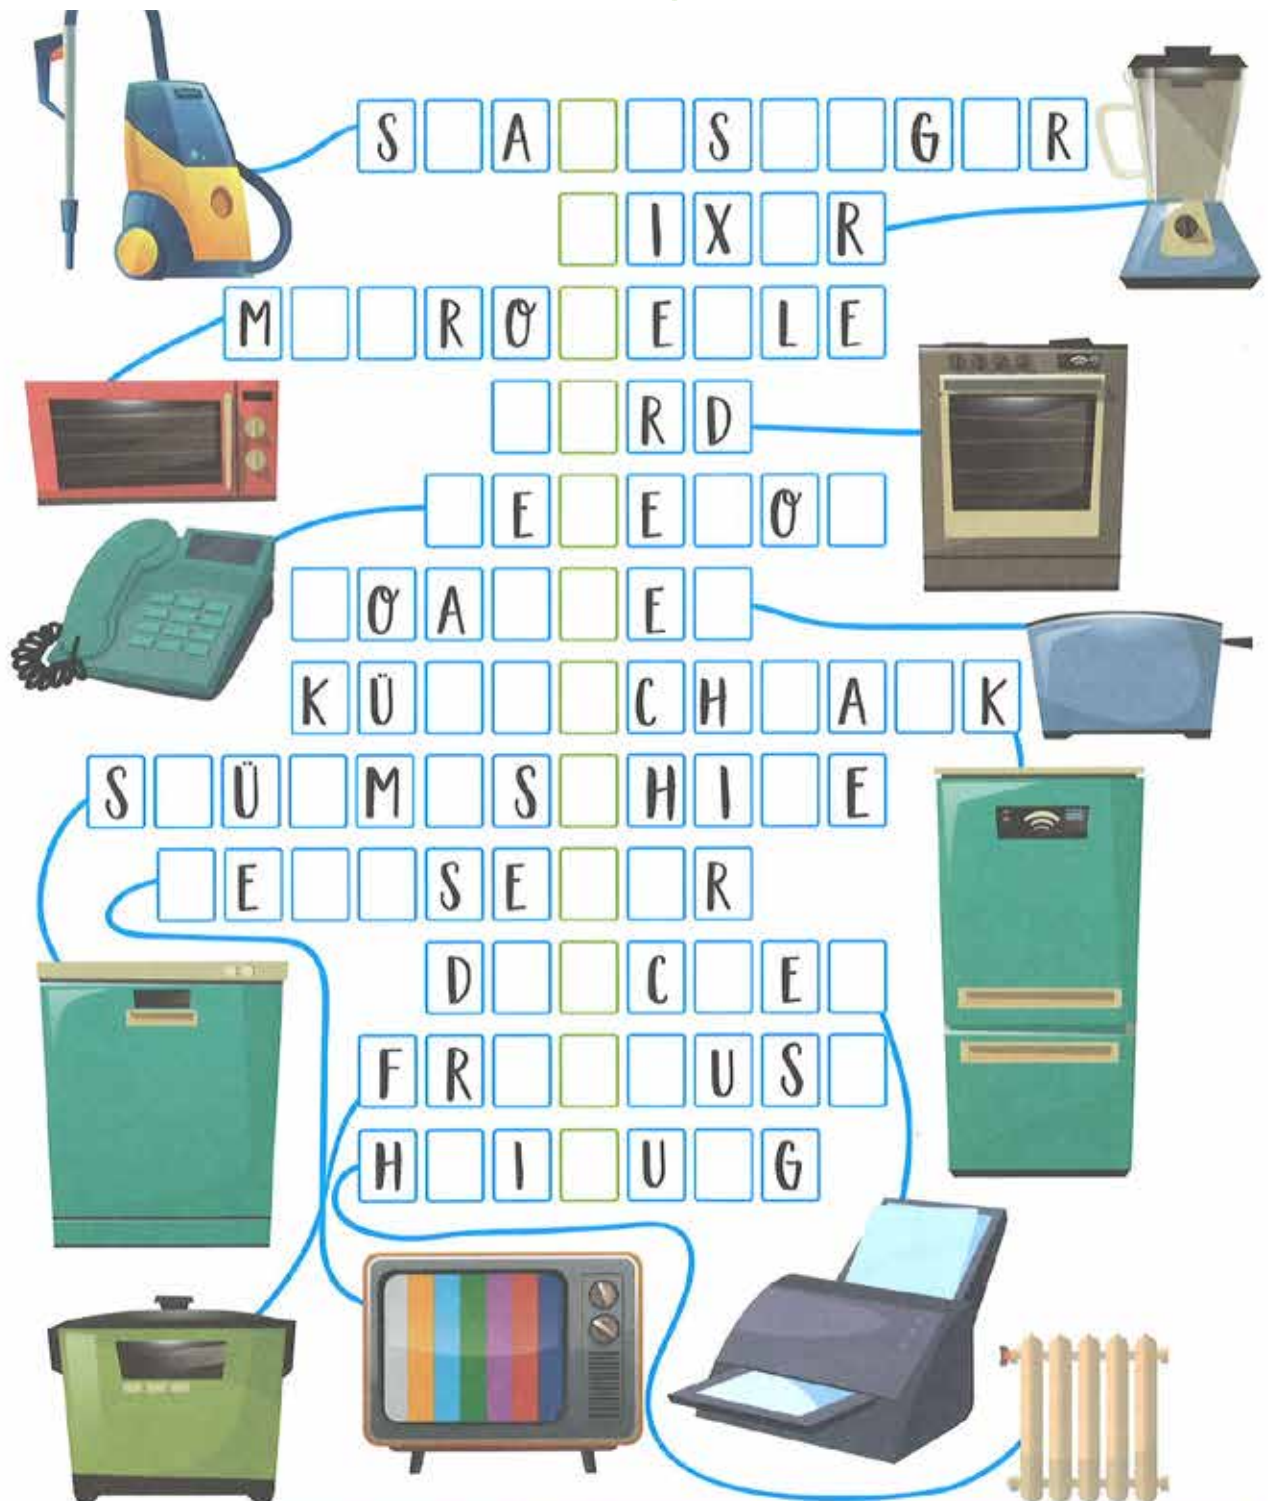 S A S G R
I X R
M R O E L E
R D
E E O
O A E
K Ü C H A K
S Ü M S H I E
E S E R
D C E
F R U S
H I U G